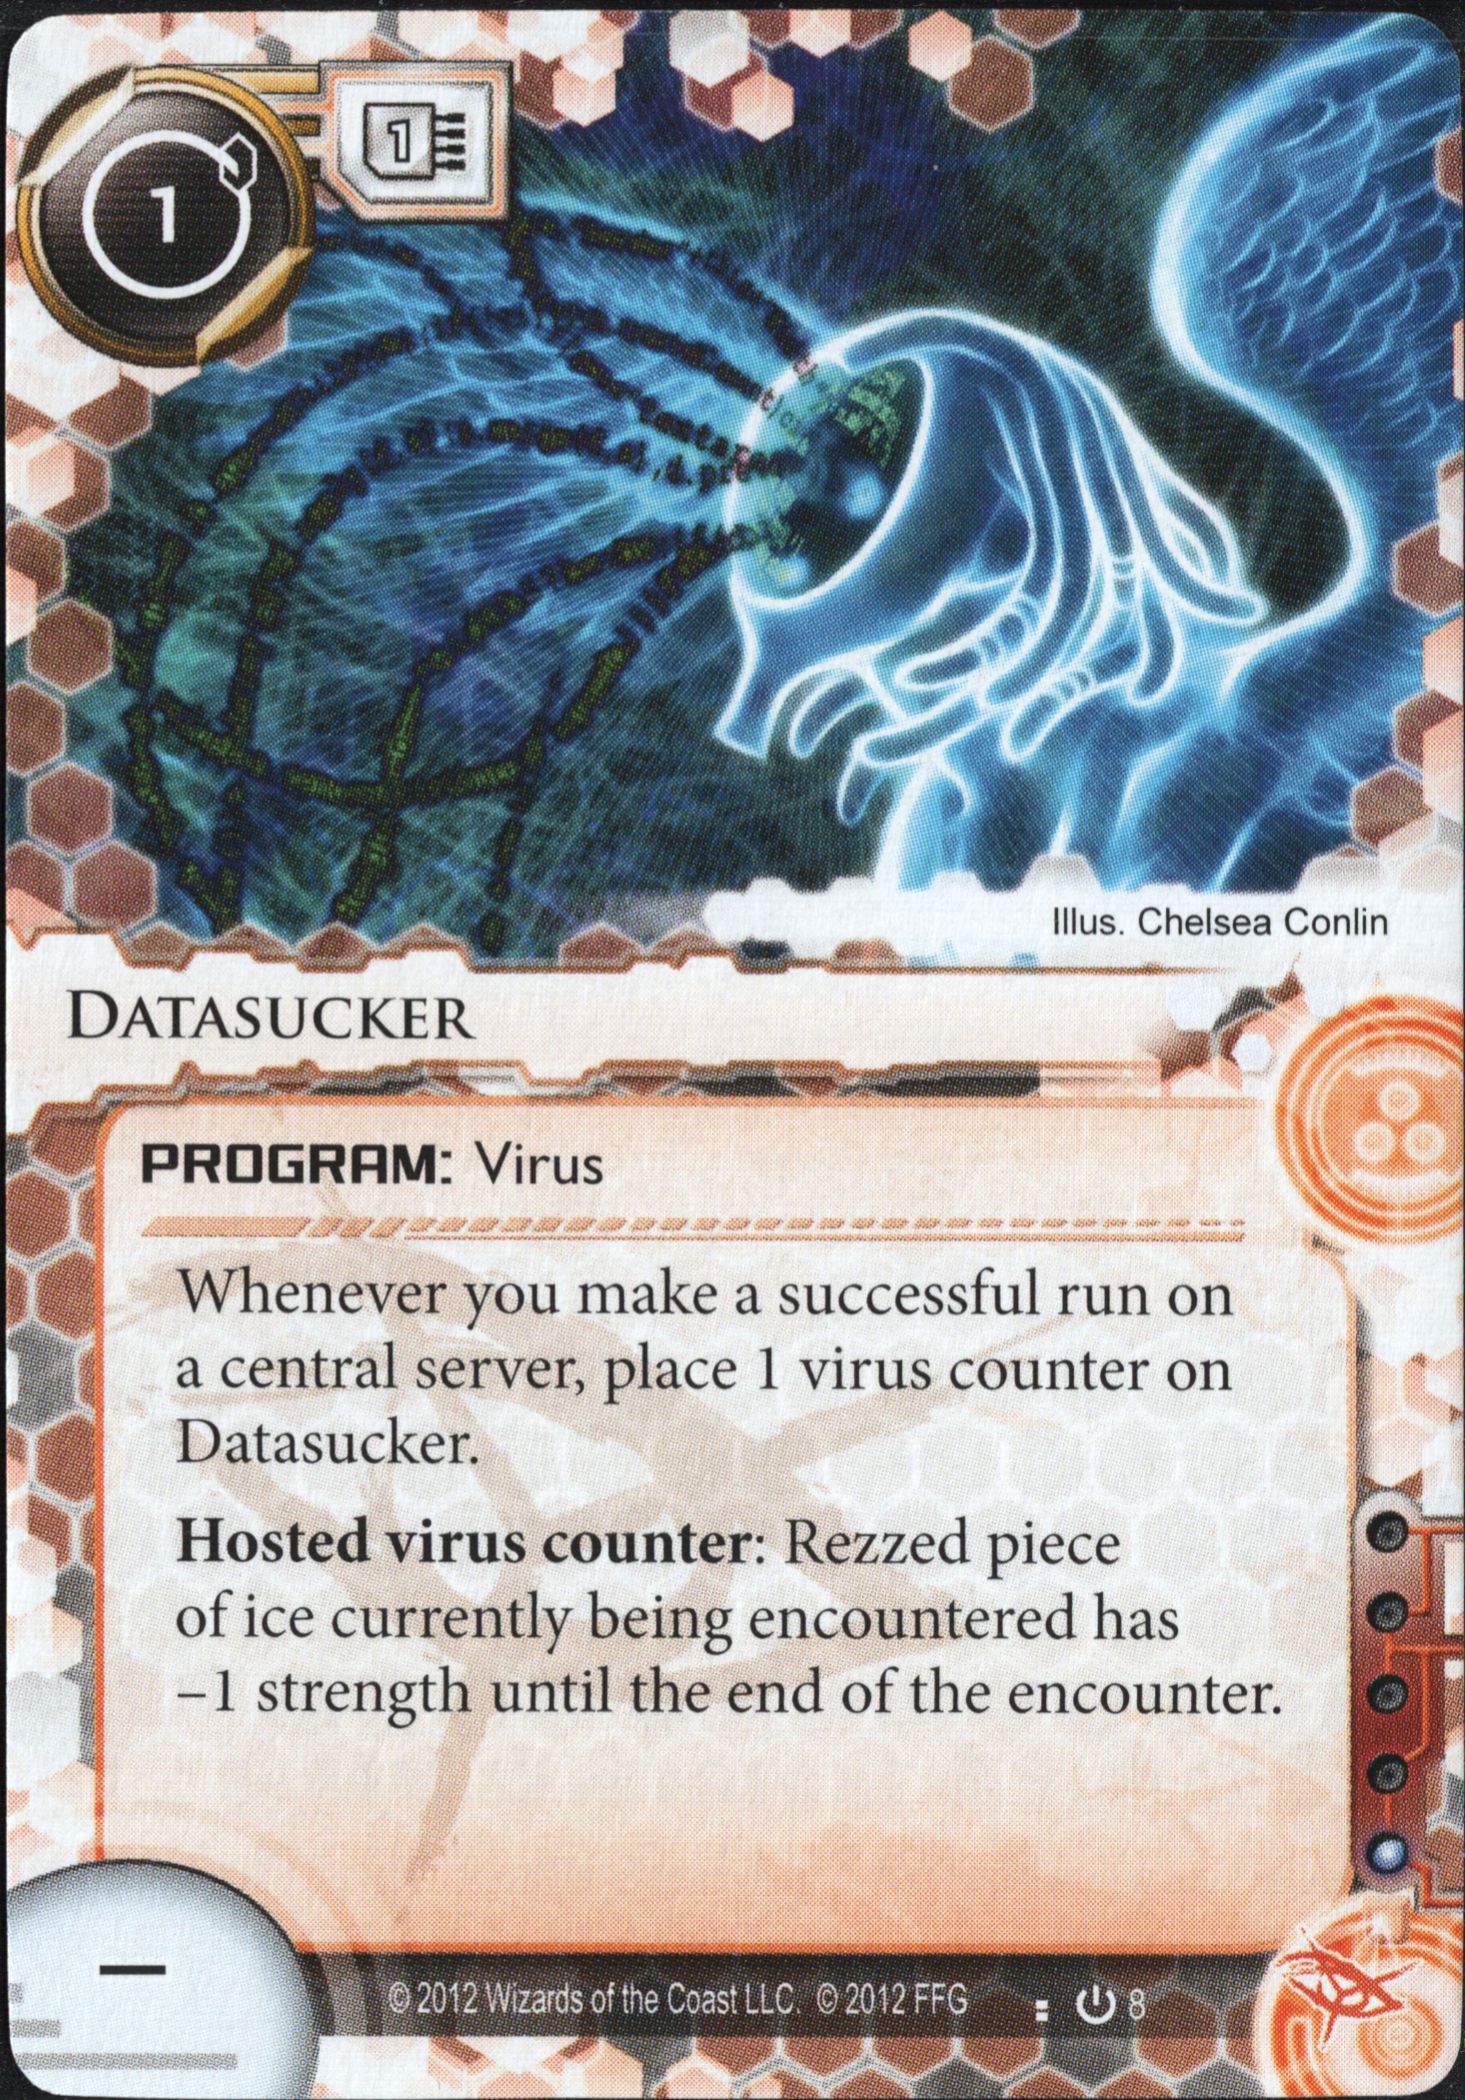 1
1
Illus. Chelsea Conlin
DATASUCKER
PROGRAM: Virus
Whenever you make a successful run on
a central server, place 1 virus counter on
Datasucker.
Hosted virus counter: Rezzed piece
of ice currently being encountered has
–1 strength until the end of the encounter.
–
© 2012 Wizards of the Coast LLC. © 2012 FFG 8